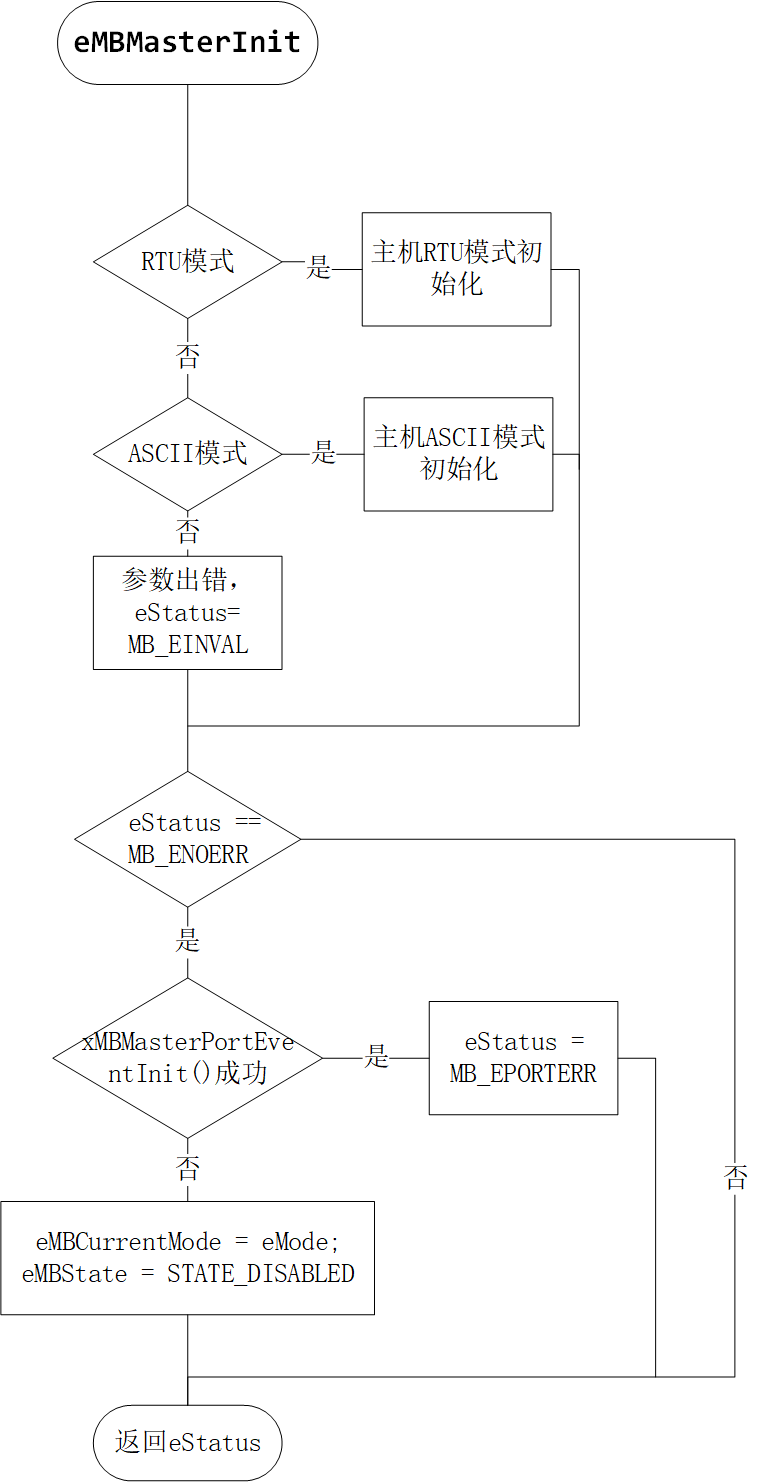 eMBMasterInit
RTU模式
是
主机RTU模式初
始化
否
ASCII模式
是
主机ASCII模式
初始化
否
参数出错，
eStatus=
MB_EINVAL
eStatus ==
MB_ENOERR
是
xMBMasterPortEve
ntInit()成功
是
eStatus =
MB_EPORTERR
否
否
eMBCurrentMode = eMode;
eMBState = STATE_DISABLED
返回eStatus